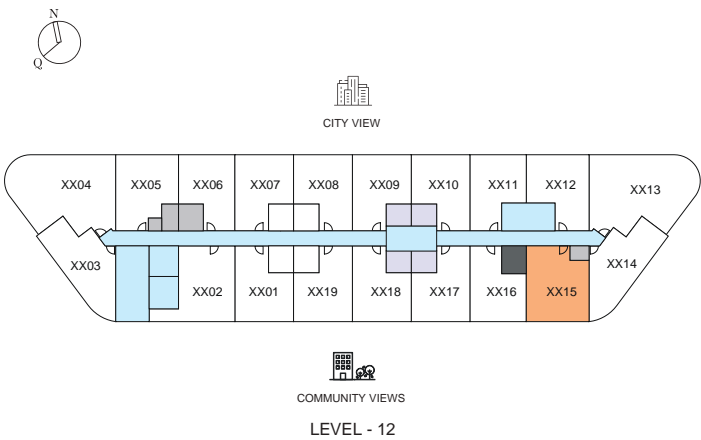 N
Q
CITY VIEW
XX04 XX05 XX06 XX07 XX08 XX09 XX10 XX11 XX12 XX13
XX03 XX02 XX01 XX19 XX18 XX17 XX16 XX15 XX14
COMMUNITY VIEWS
LEVEL - 12